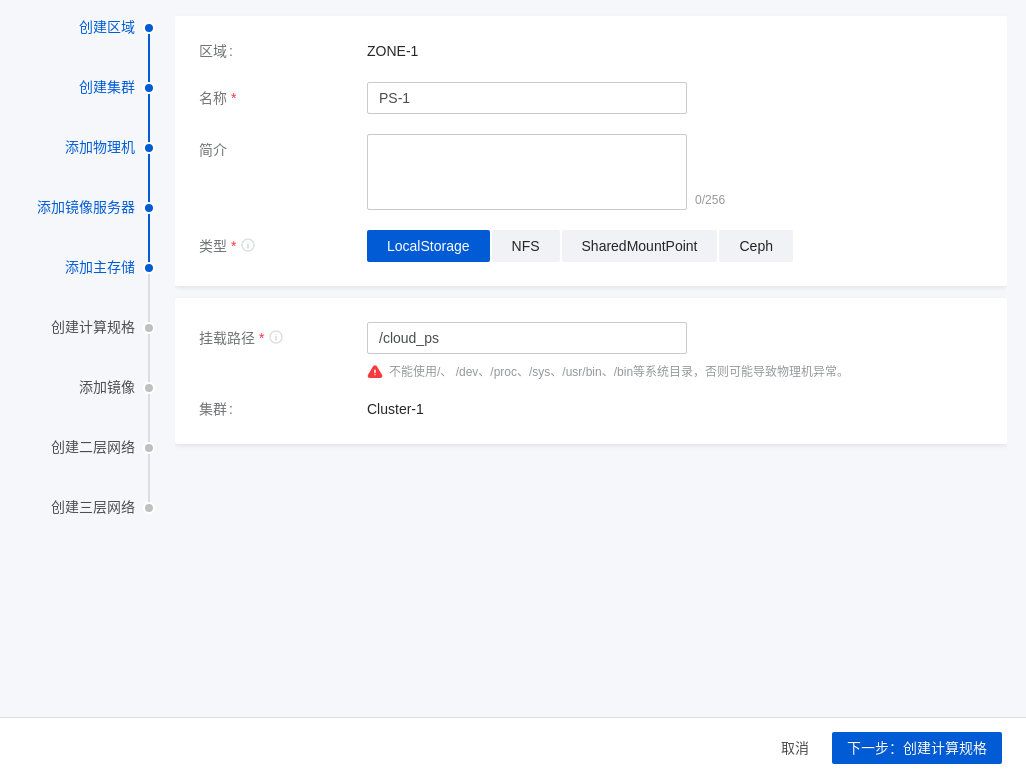 创建区域
创建集群
添加物理机
添加镜像服务器
添加主存储
创建计算规格
添加镜像
创建二层网络
创建三层网络
区域: ZONE-1
名称 * PS-1
简介
0/256
类型 * LocalStorage NFS SharedMountPoint Ceph
挂载路径 * /cloud_ps
不能使用/、 /dev、/proc、/sys、/usr/bin、/bin等系统目录，否则可能导致物理机异常。
集群: Cluster-1
取消 下一步：创建计算规格